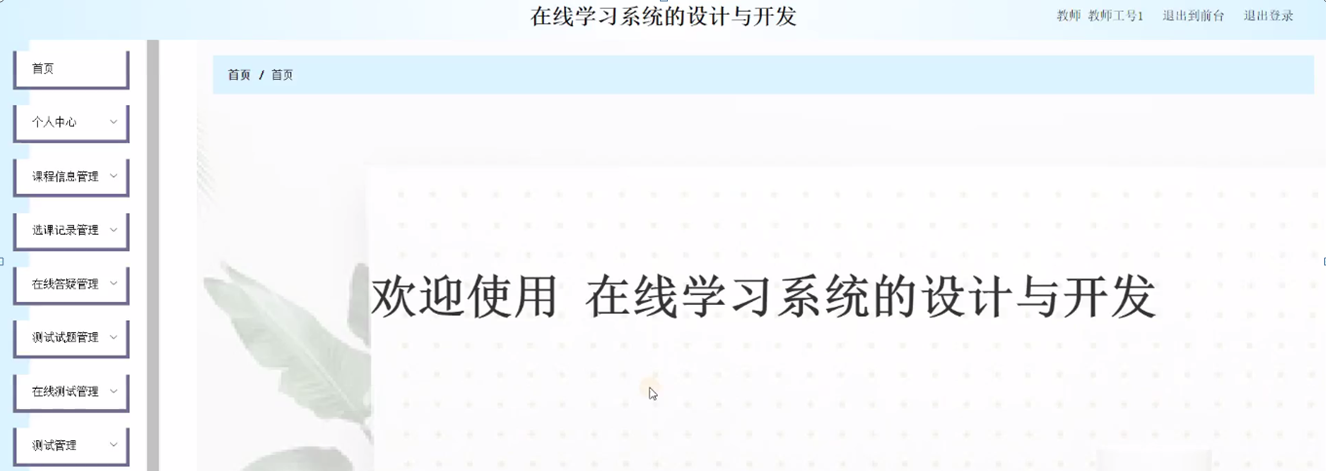 在线学习系统的设计与开发
教师 教师工号1 退出到前台 退出登录
首页
个人中心
课程信息管理
选课记录管理
在线答疑管理
测试试题管理
在线测试管理
测试管理
首页 / 首页
欢迎使用 在线学习系统的设计与开发